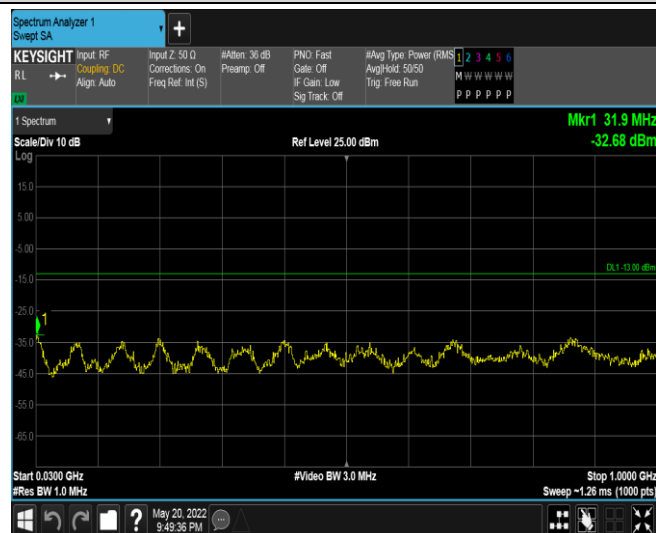 Spectrum Analyzer 1
Swept SA
+
KEYSIGHT
RL
Input: RF
Coupling: DC
Align: Auto
Input Z: 50 Ω
Corrections: On
Freq Ref: Int (S)
#Atten: 36 dB
Preamp: Off
PNO: Fast
Gate: Off
IF Gain: Low
Sig Track: Off
#Avg Type: Power (RMS
Avg|Hold: 50/50
Trig: Free Run
1 2 3 4 5 6
M W W W W W
P P P P P P
1 Spectrum
Scale/Div 10 dB
Log
Ref Level 25.00 dBm
Mkr1 31.9 MHz
-32.68 dBm
15.0
5.00
-5.00
-15.0
-25.0
-35.0
-45.0
-55.0
-65.0
DL1 -13.00 dBm
1
Start 0.0300 GHz
#Res BW 1.0 MHz
#Video BW 3.0 MHz
Stop 1.0000 GHz
Sweep ~1.26 ms (1000 pts)
?
May 20, 2022
9:49:36 PM